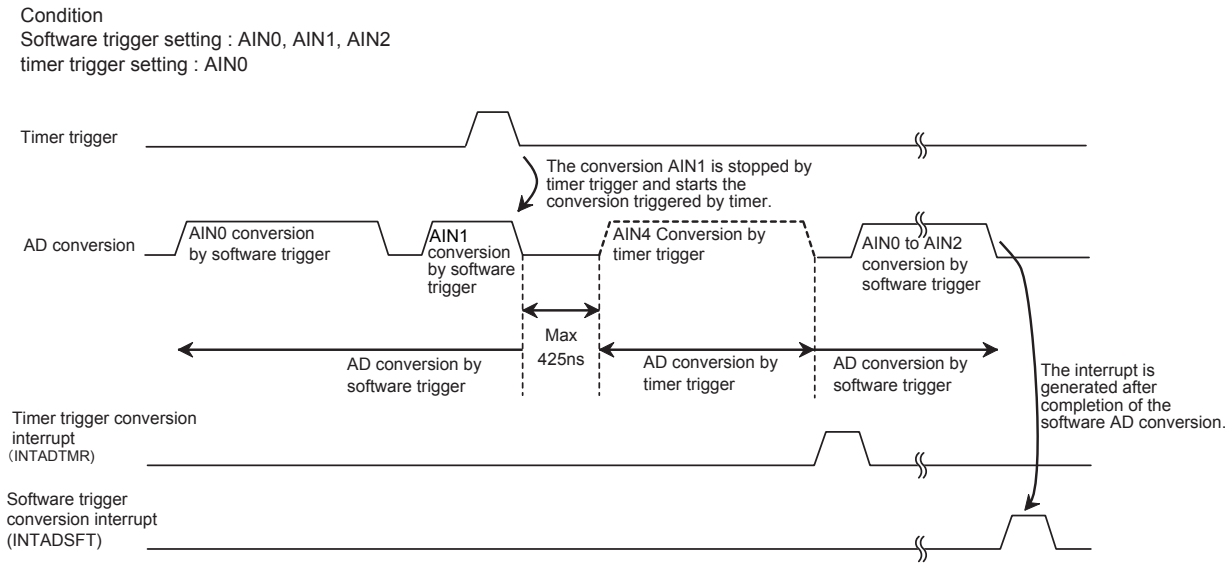 Condition
Software trigger setting : AIN0, AIN1, AIN2
timer trigger setting : AIN0
Timer trigger
The conversion AIN1 is stopped by
timer trigger and starts the
conversion triggered by timer.
AD conversion
AIN0 conversion
by software trigger
AIN1
conversion
by software
trigger
AIN4 Conversion by
timer trigger
AIN0 to AIN2
conversion by
software trigger
AD conversion by
software trigger
Max
425ns
AD conversion by
timer trigger
AD conversion by
software trigger
The interrupt is
generated after
completion of the
software AD conversion.
Timer trigger conversion
interrupt
(INTADTMR)
Software trigger
conversion interrupt
(INTADSFT)